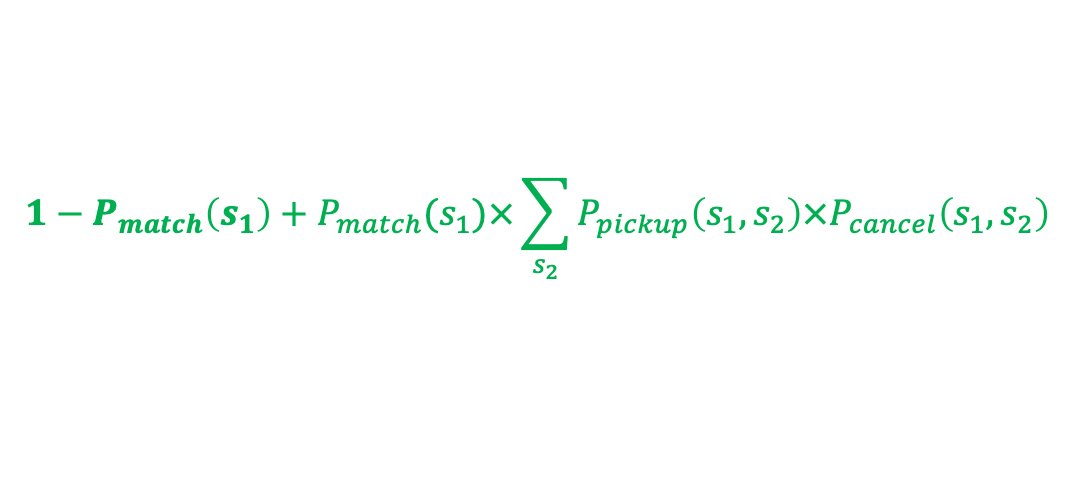 1 − P_match(s_1) + P_match(s_1)×∑_{s_2} P_pickup(s_1,s_2)×P_cancel(s_1,s_2)